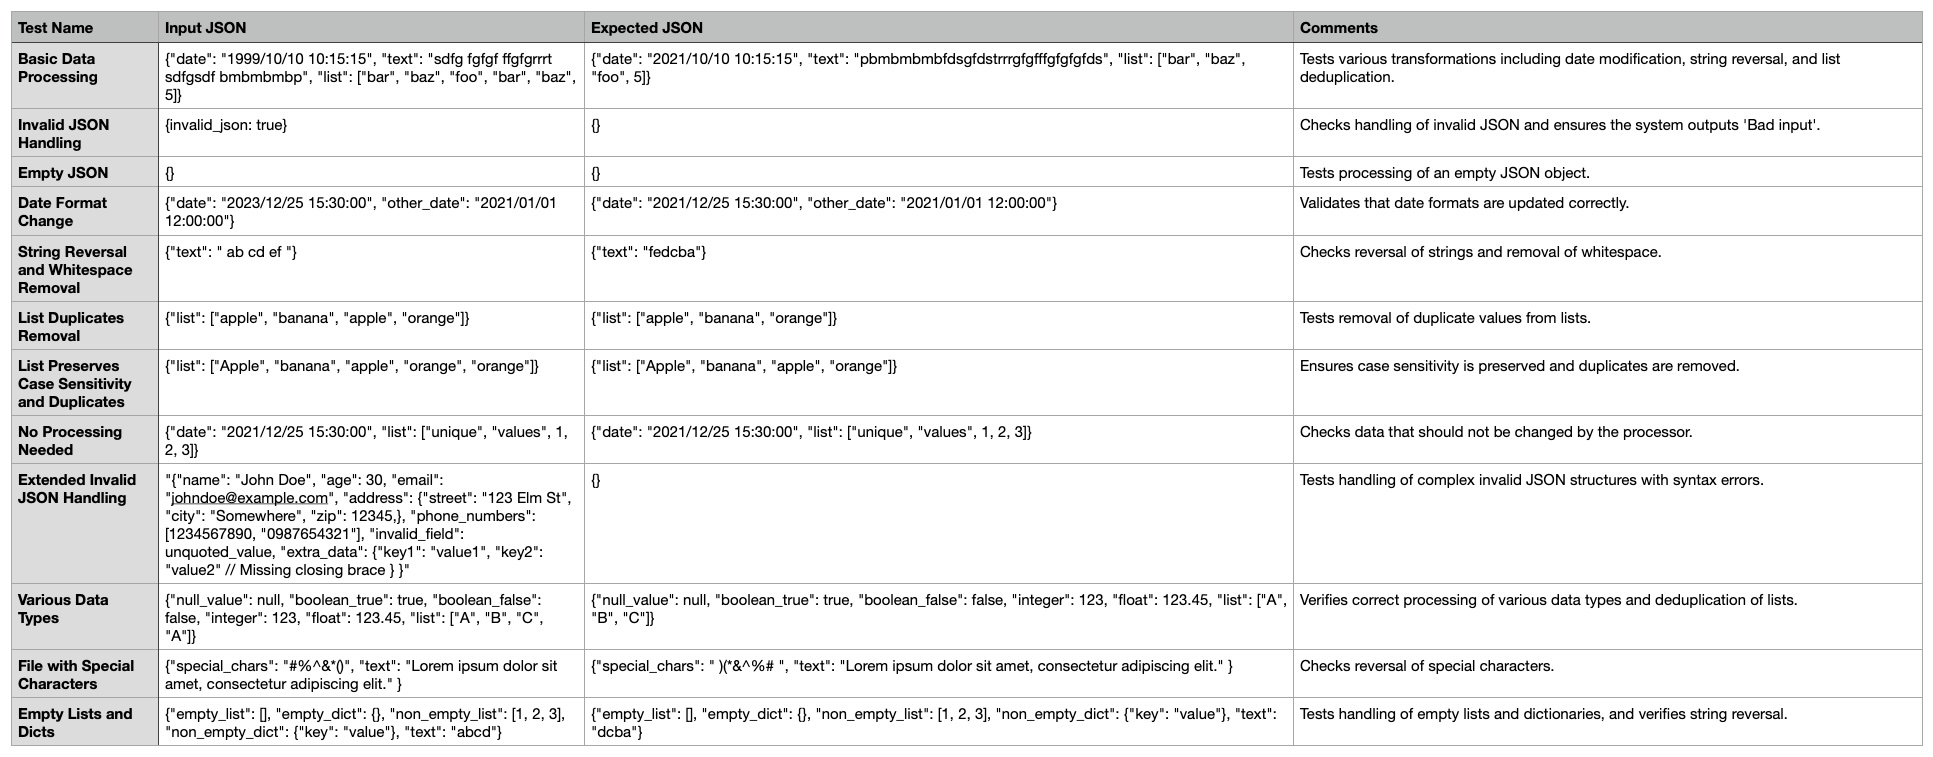 Test Name Input JSON Expected JSON Comments
Basic Data Processing
{"date": "1999/10/10 10:15:15", "text": "sdfg fgfgf ffgfgrrrt
sdfgsdf bmbmbmbp", "list": ["bar", "baz", "foo", "bar", "baz",
5]}
{"date": "2021/10/10 10:15:15", "text": "pbmbmbmbfdsgfdstrrrgfgfffgfgfgfds", "list": ["bar", "baz",
"foo", 5]}
Tests various transformations including date modification, string reversal, and list
deduplication.
Invalid JSON
Handling
{invalid_json: true}
{}
Checks handling of invalid JSON and ensures the system outputs 'Bad input'.
Empty JSON
{}
{}
Tests processing of an empty JSON object.
Date Format
Change
{"date": "2023/12/25 15:30:00", "other_date": "2021/01/01
12:00:00"}
{"date": "2021/12/25 15:30:00", "other_date": "2021/01/01 12:00:00"}
Validates that date formats are updated correctly.
String Reversal
and Whitespace
Removal
{"text": " ab cd ef "}
{"text": "fedcba"}
Checks reversal of strings and removal of whitespace.
List Duplicates
Removal
{"list": ["apple", "banana", "apple", "orange"]}
{"list": ["apple", "banana", "orange"]}
Tests removal of duplicate values from lists.
List Preserves
Case Sensitivity
and Duplicates
{"list": ["Apple", "banana", "apple", "orange", "orange"]}
{"list": ["Apple", "banana", "apple", "orange"]}
Ensures case sensitivity is preserved and duplicates are removed.
No Processing
Needed
{"date": "2021/12/25 15:30:00", "list": ["unique", "values", 1,
2, 3]}
{"date": "2021/12/25 15:30:00", "list": ["unique", "values", 1, 2, 3]}
Checks data that should not be changed by the processor.
Extended Invalid
JSON Handling
"{"name": "John Doe", "age": 30, "email":
"johndoe@example.com", "address": {"street": "123 Elm St",
"city": "Somewhere", "zip": 12345,}, "phone_numbers":
[1234567890, "0987654321"], "invalid_field":
unquoted_value, "extra_data": {"key1": "value1", "key2":
"value2" // Missing closing brace } }"
{}
Tests handling of complex invalid JSON structures with syntax errors.
Various Data
Types
{"null_value": null, "boolean_true": true, "boolean_false":
false, "integer": 123, "float": 123.45, "list": ["A", "B", "C",
"A"]}
{"null_value": null, "boolean_true": true, "boolean_false": false, "integer": 123, "float": 123.45, "list": ["A",
"B", "C"]}
Verifies correct processing of various data types and deduplication of lists.
File with Special
Characters
{"special_chars": "#%^&*()", "text": "Lorem ipsum dolor sit
amet, consectetur adipiscing elit." }
{"special_chars": " )(*&^%# ", "text": "Lorem ipsum dolor sit amet, consectetur adipiscing elit." }
Checks reversal of special characters.
Empty Lists and
Dicts
{"empty_list": [], "empty_dict": {}, "non_empty_list": [1, 2, 3],
"non_empty_dict": {"key": "value"}, "text": "abcd"}
{"empty_list": [], "empty_dict": {}, "non_empty_list": [1, 2, 3], "non_empty_dict": {"key": "value"}, "text":
"dcba"}
Tests handling of empty lists and dictionaries, and verifies string reversal.